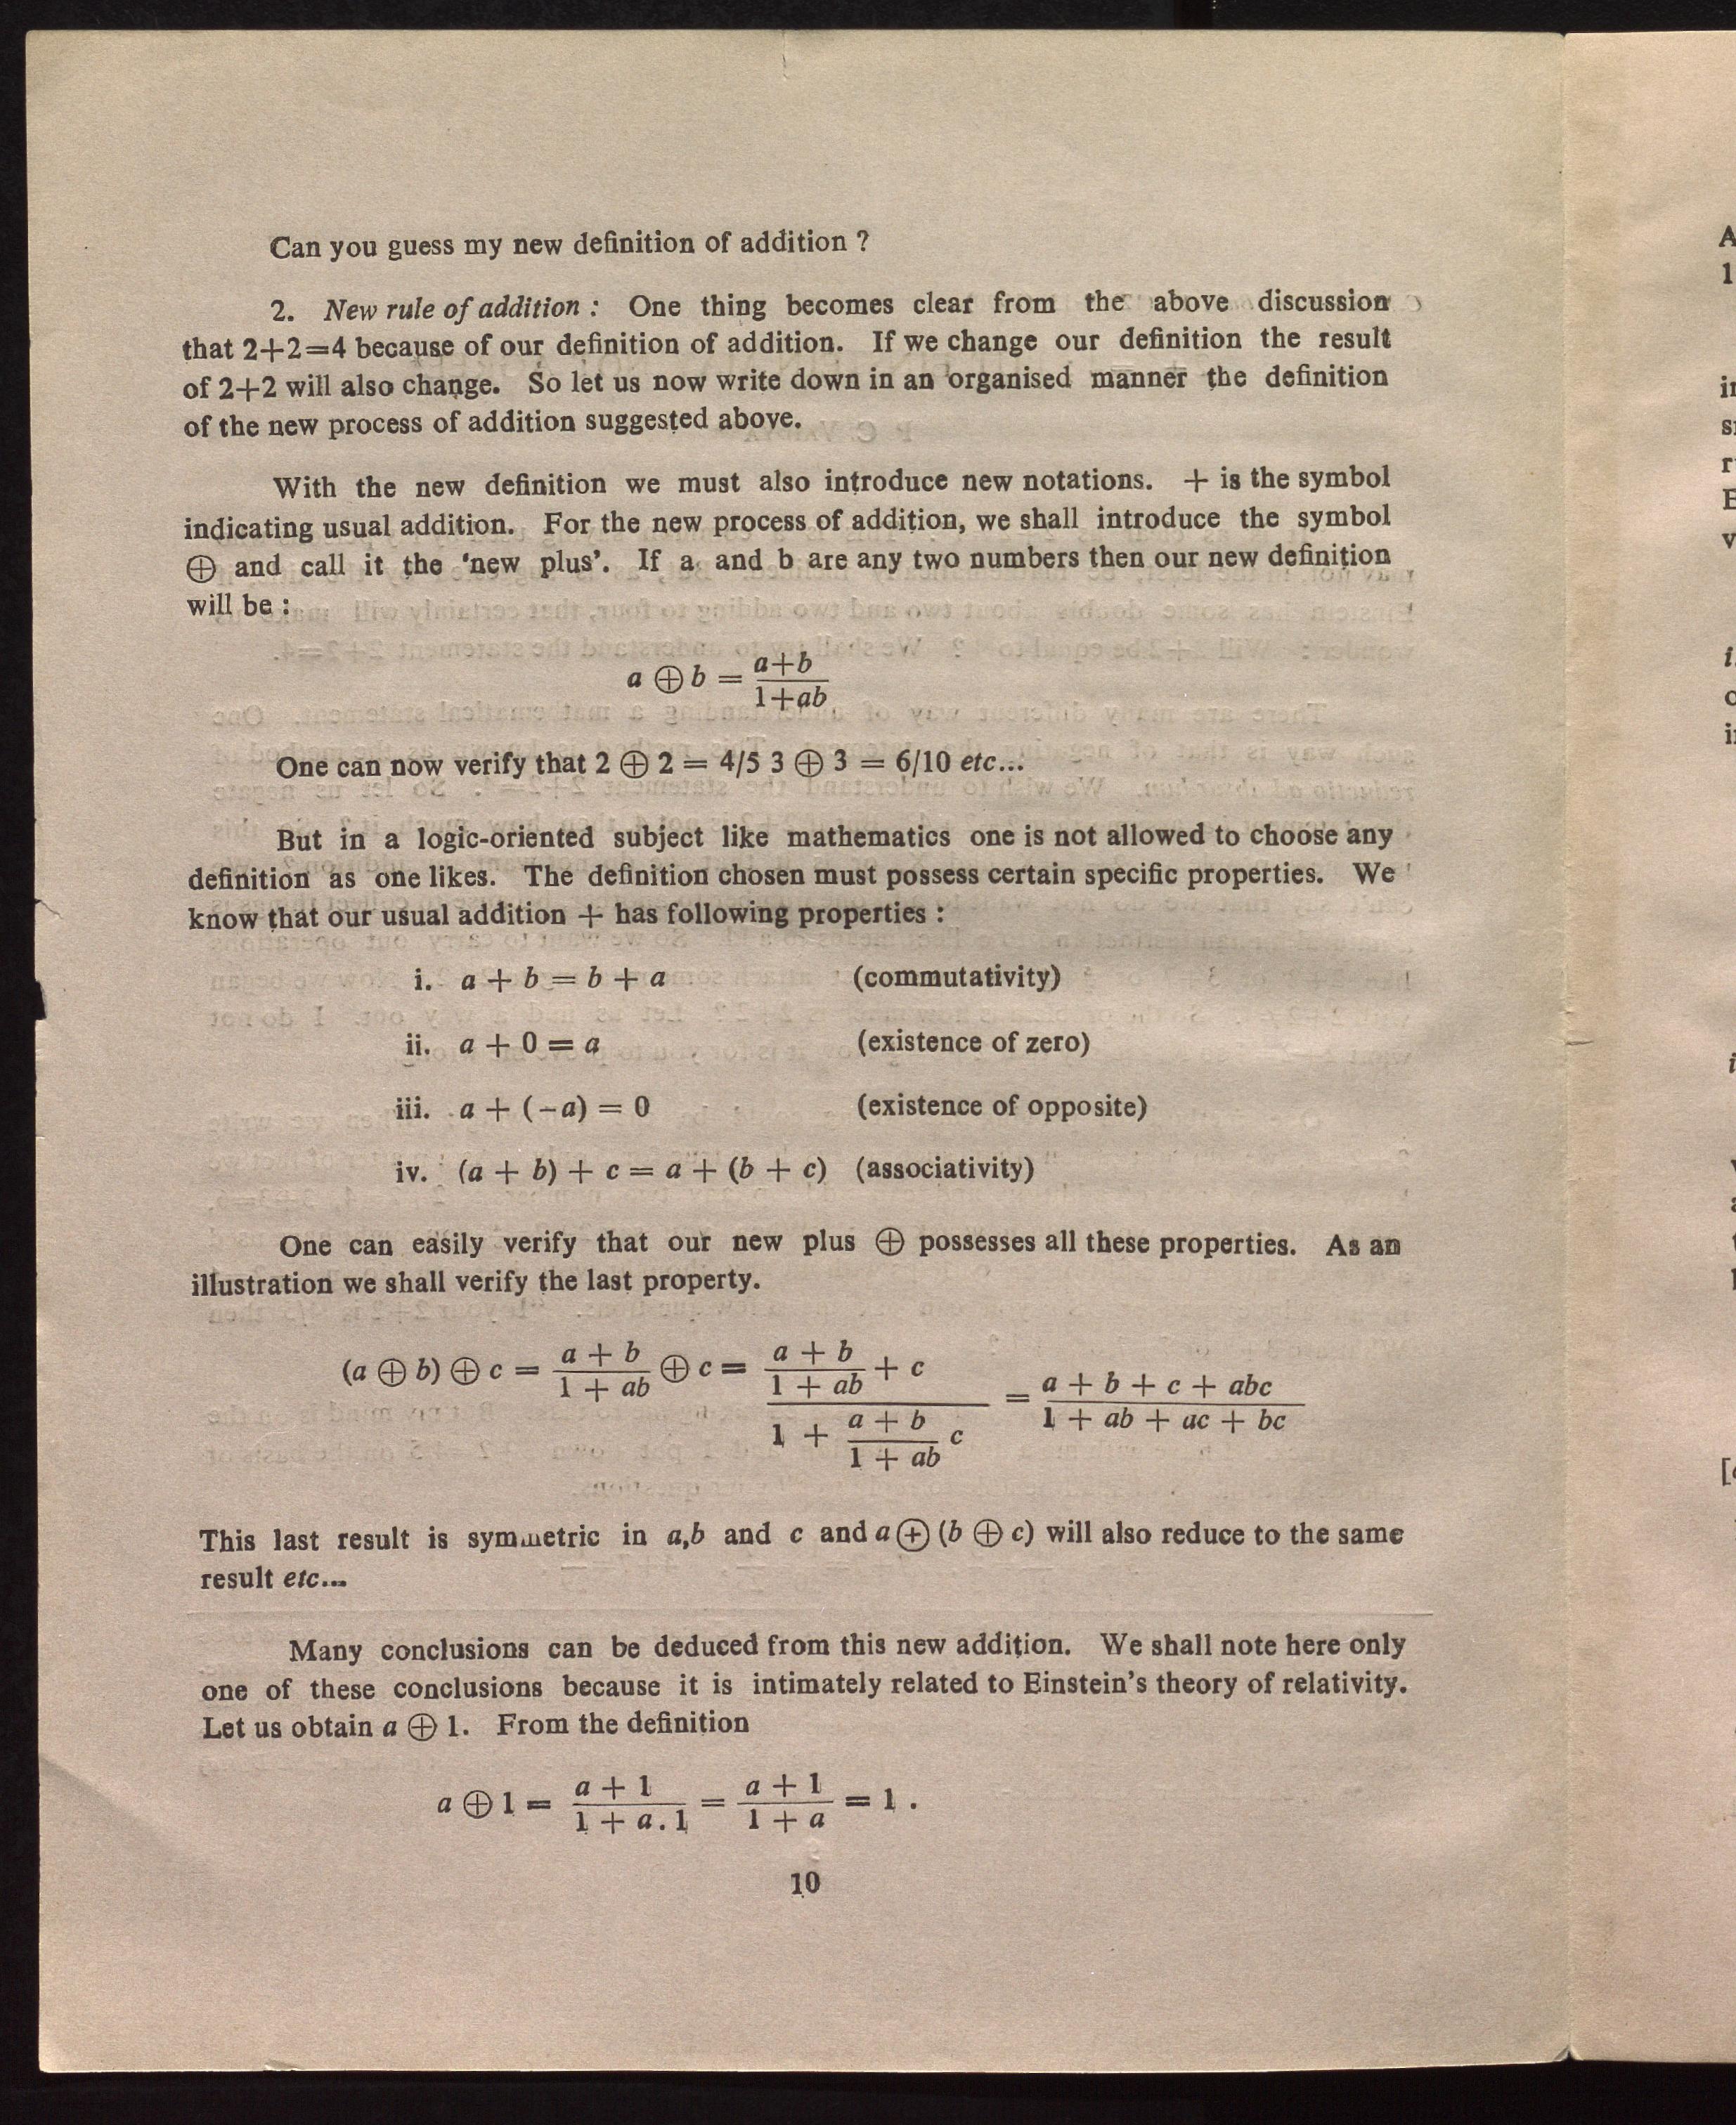 Can you guess my new definition of addition ?
2. New rule of addition : One thing becomes clear from the above discussion
that 2+2=4 because of our definition of addition. If we change our definition the result
of 2+2 will also change. So let us now write down in an organised manner the definition
of the new process of addition suggested above.
With the new definition we must also introduce new notations. + is the symbol
indicating usual addition. For the new process of addition, we shall introduce the symbol
⊕ and call it the ‘new plus’. If a and b are any two numbers then our new definition
will be :
a ⊕ b = \frac{a+b}{1+ab}
One can now verify that 2 ⊕ 2 = 4/5 3 ⊕ 3 = 6/10 etc...
But in a logic-oriented subject like mathematics one is not allowed to choose any
definition as one likes. The definition chosen must possess certain specific properties. We
know that our usual addition + has following properties :
i. a + b = b + a (commutativity)
ii. a + 0 = a (existence of zero)
iii. a + (−a) = 0 (existence of opposite)
iv. (a + b) + c = a + (b + c) (associativity)
One can easily verify that our new plus ⊕ possesses all these properties. As an
illustration we shall verify the last property.
(a ⊕ b) ⊕ c = \frac{a + b}{1 + ab} ⊕ c = \frac{\frac{a + b}{1 + ab} + c}{1 + \frac{a + b}{1 + ab} c} = \frac{a + b + c + abc}{1 + ab + ac + bc}
This last result is symmetric in a,b and c and a ⊕ (b ⊕ c) will also reduce to the same
result etc...
Many conclusions can be deduced from this new addition. We shall note here only
one of these conclusions because it is intimately related to Einstein’s theory of relativity.
Let us obtain a ⊕ 1. From the definition
a ⊕ 1 = \frac{a + 1}{1 + a . 1} = \frac{a + 1}{1 + a} = 1 .
10